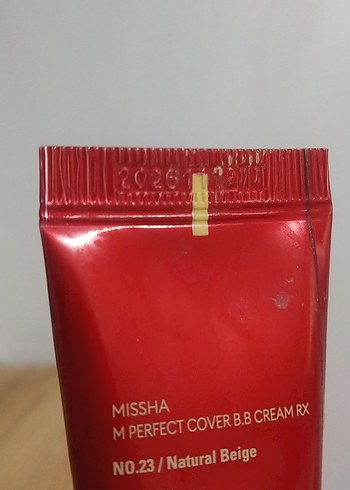 MISSHA
M PERFECT COVER B.B CREAM RX
NO.23 / Natural Beige